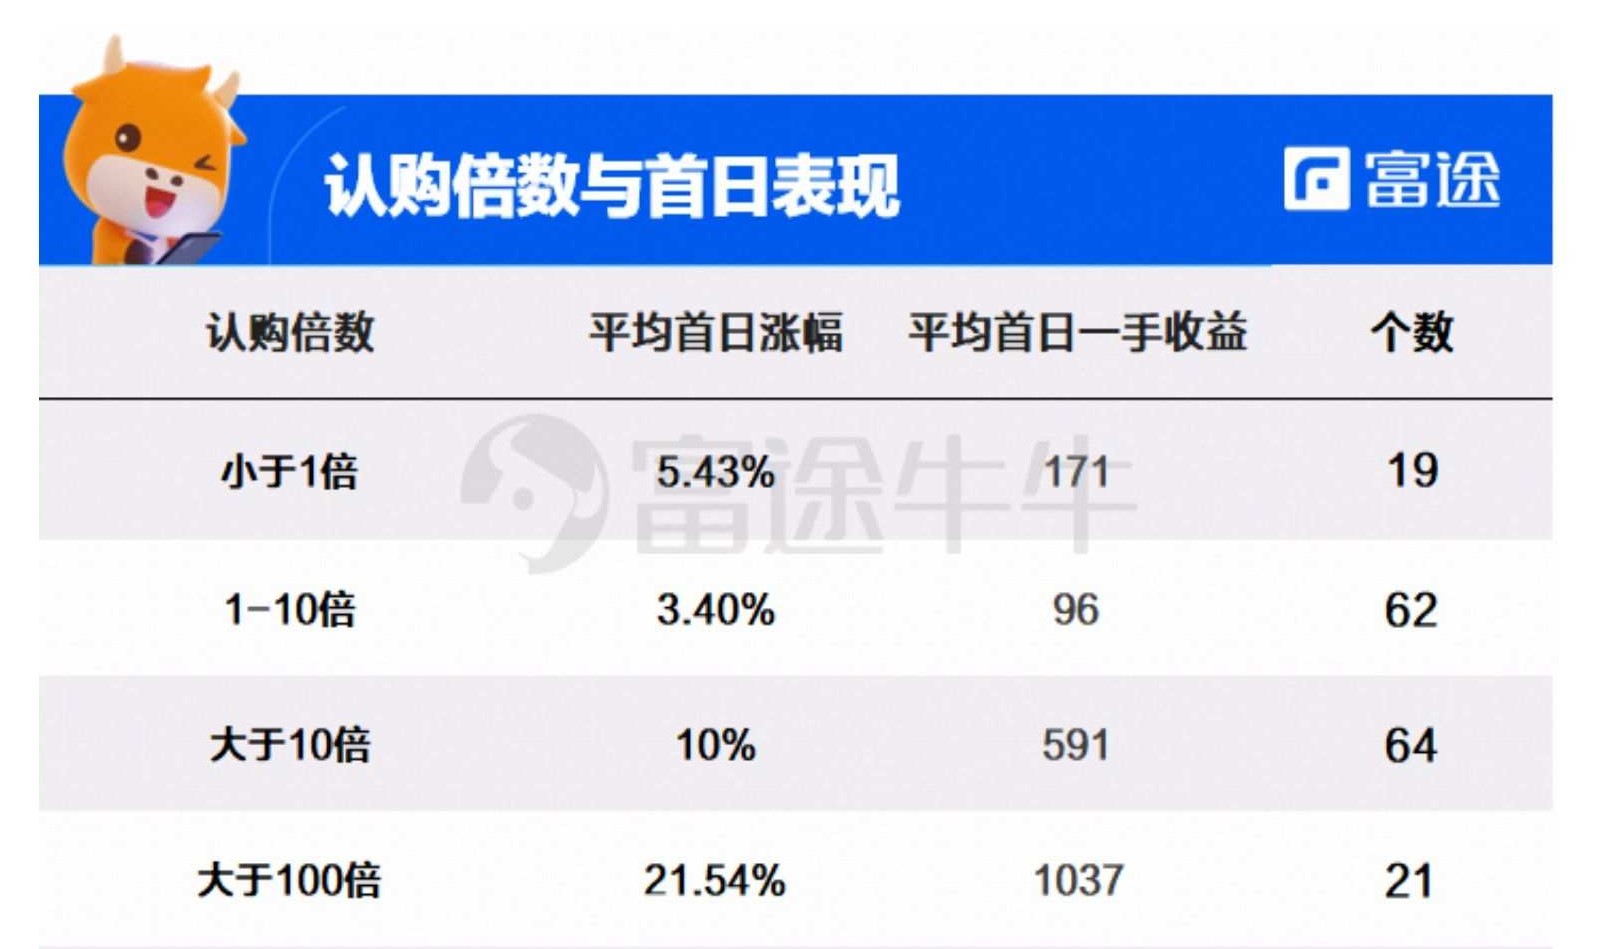 认购倍数与首日表现
富途
认购倍数 平均首日涨幅 平均首日一手收益 个数
小于1倍 5.43% 171 19
富途牛牛
1-10倍 3.40% 96 62
大于10倍 10% 591 64
大于100倍 21.54% 1037 21